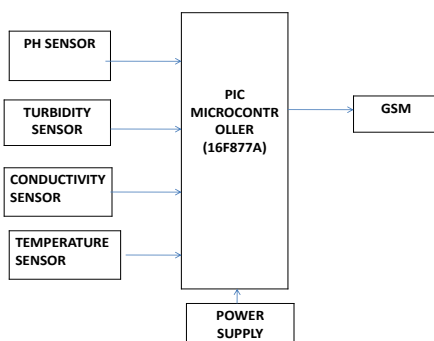 PH SENSOR
TURBIDITY
SENSOR
CONDUCTIVITY
SENSOR
TEMPERATURE
SENSOR
PIC
MICROCONTR
OLLER
(16F877A)
GSM
POWER
SUPPLY